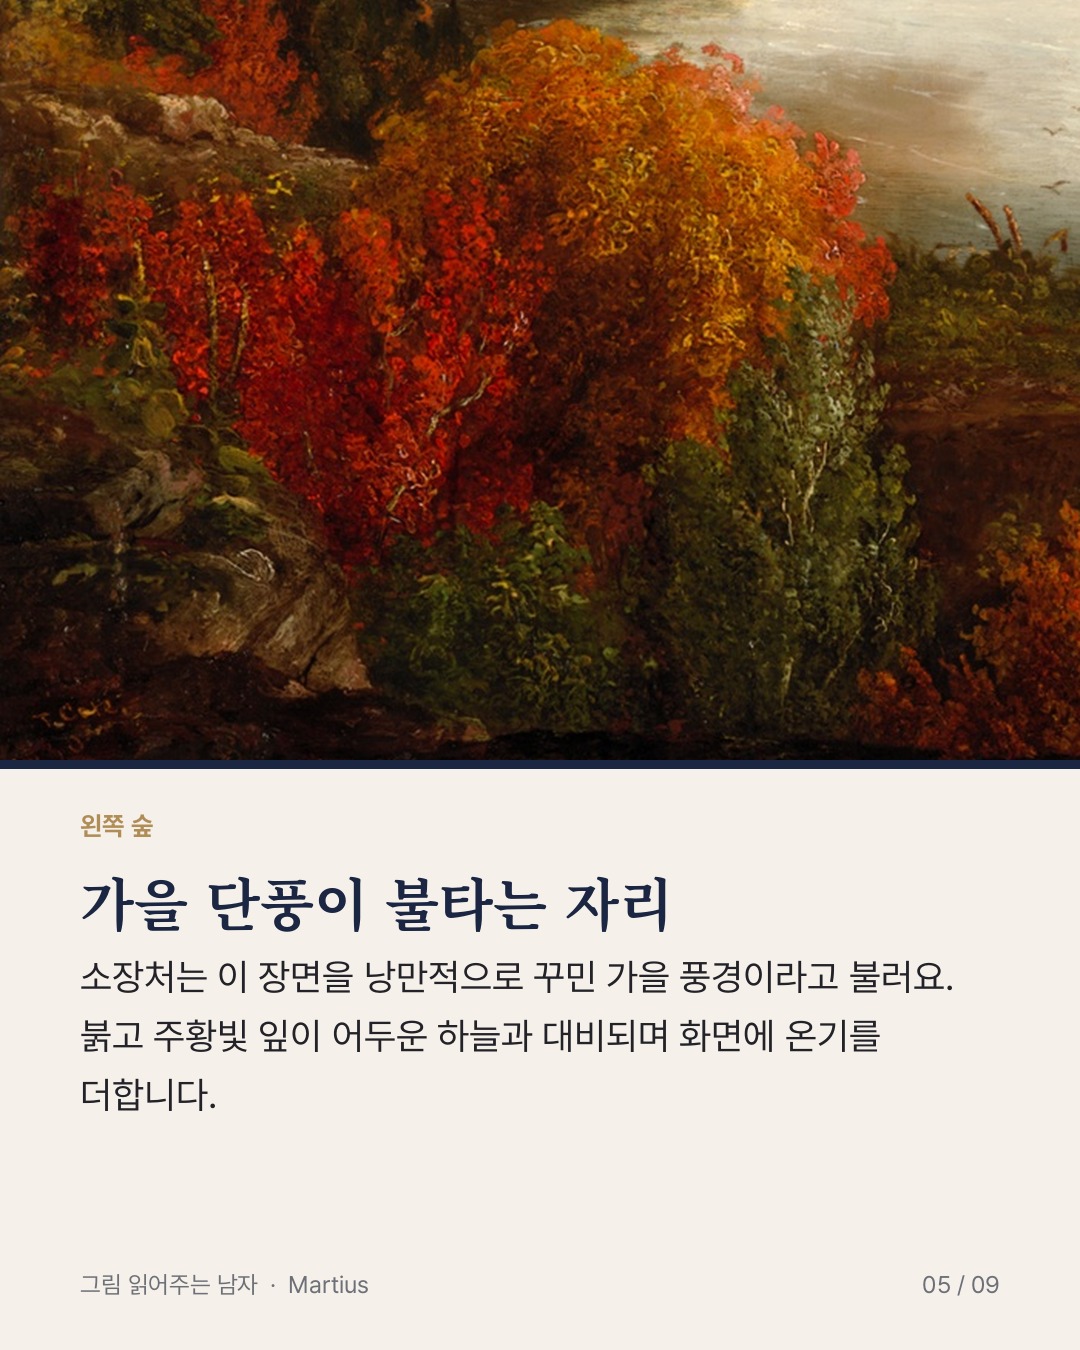 왼쪽 숲
가을 단풍이 불타는 자리
소장처는 이 장면을 낭만적으로 꾸민 가을 풍경이라고 불러요.
붉고 주황빛 잎이 어두운 하늘과 대비되며 화면에 온기를
더합니다.
그림 읽어주는 남자 · Martius
05 / 09